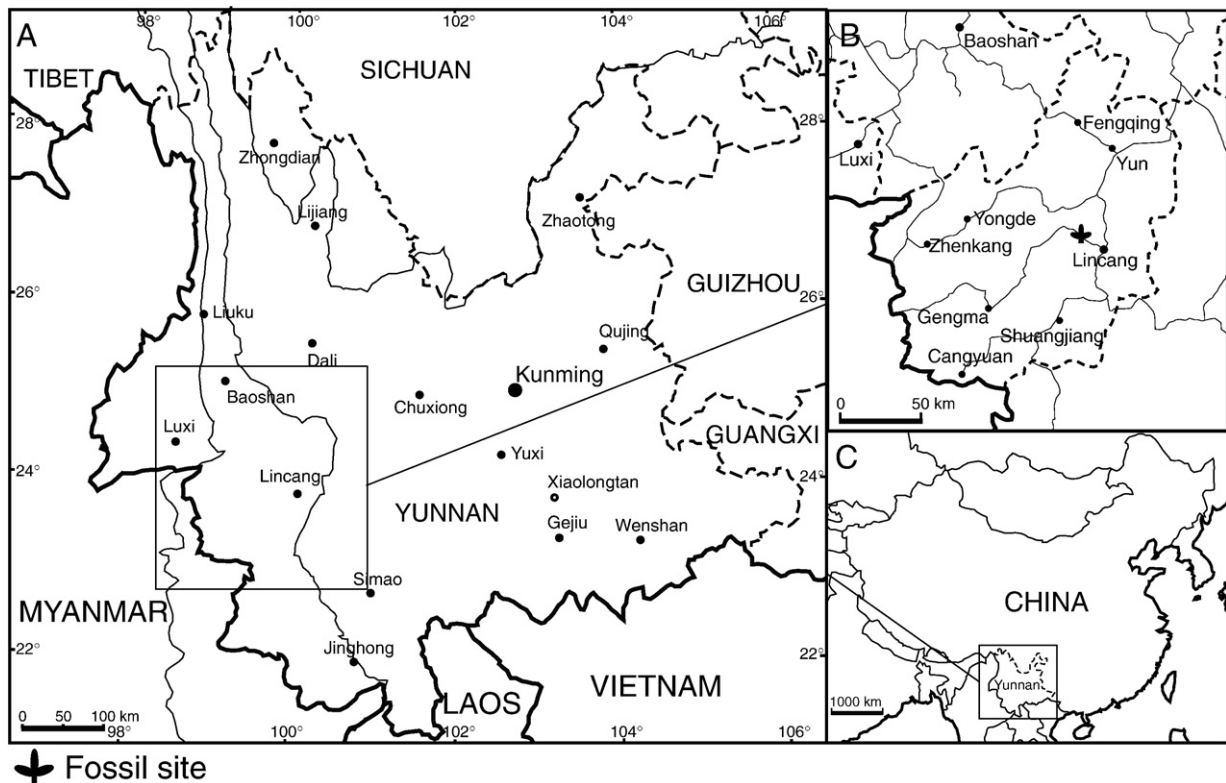 A
98°
100°
102°
104°
106°
TIBET
SICHUAN
28°
Zhongdian
Lijiang
Zhaotong
26°
GUIZHOU
Liuku
Qujing
Dali
Kunming
Baoshan
Chuxiong
Luxi
GUANGXI
Yuxi
24°
24°
Lincang
Xiaolongtan
YUNNAN
Gejiu
Wenshan
Simao
MYANMAR
22°
22°
Jinghong
VIETNAM
LAOS
0 50 100 km
98°
100°
102°
104°
106°
B
Baoshan
28°
Fengqing
Luxi
Yun
Yongde
Zhenkang
Lincang
26°
Gengma
Shuangjiang
Cangyuan
0 50 km
C
CHINA
Yunnan
1000 km
Fossil site